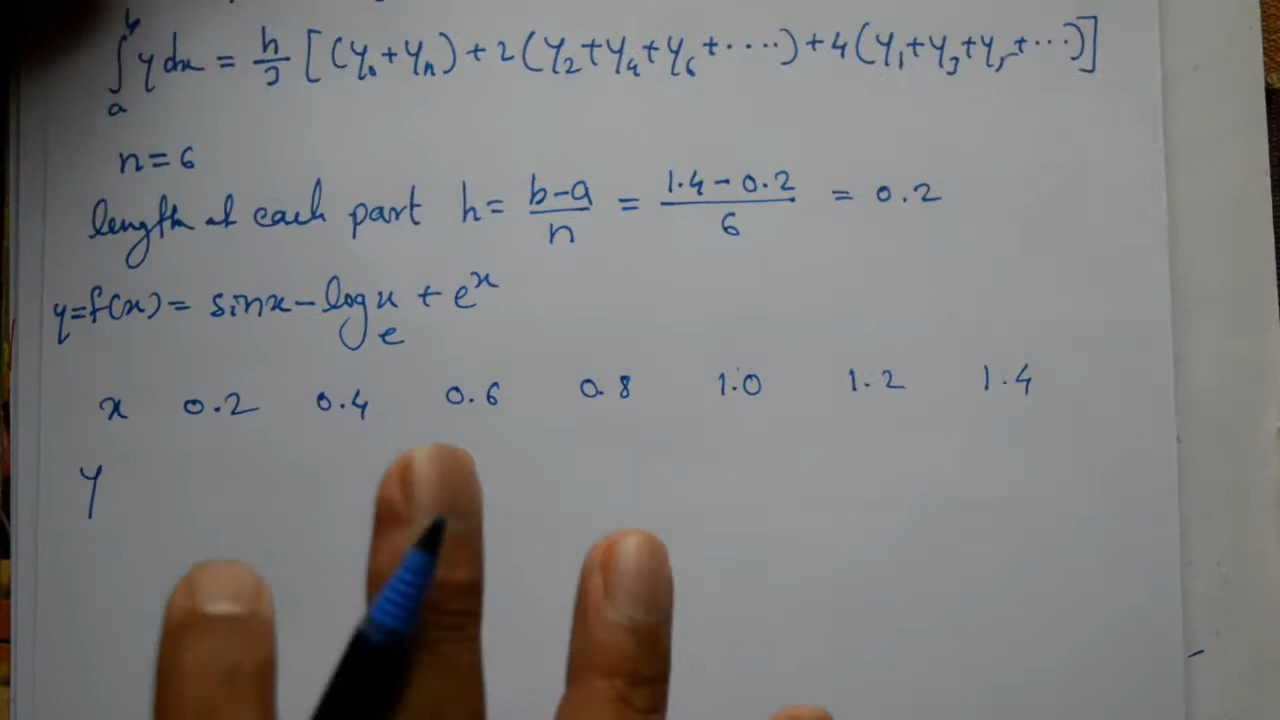 ∫ₐᵇ y dx = h/3 [(y₀+yₙ)+2(y₂+y₄+y₆+....)+4(y₁+y₃+y₅+...)]
n=6
length of each part h= b-a/n = 1.4-0.2/6 = 0.2
y=f(x)= sinx-logₑx+eˣ
x 0.2 0.4 0.6 0.8 1.0 1.2 1.4
y